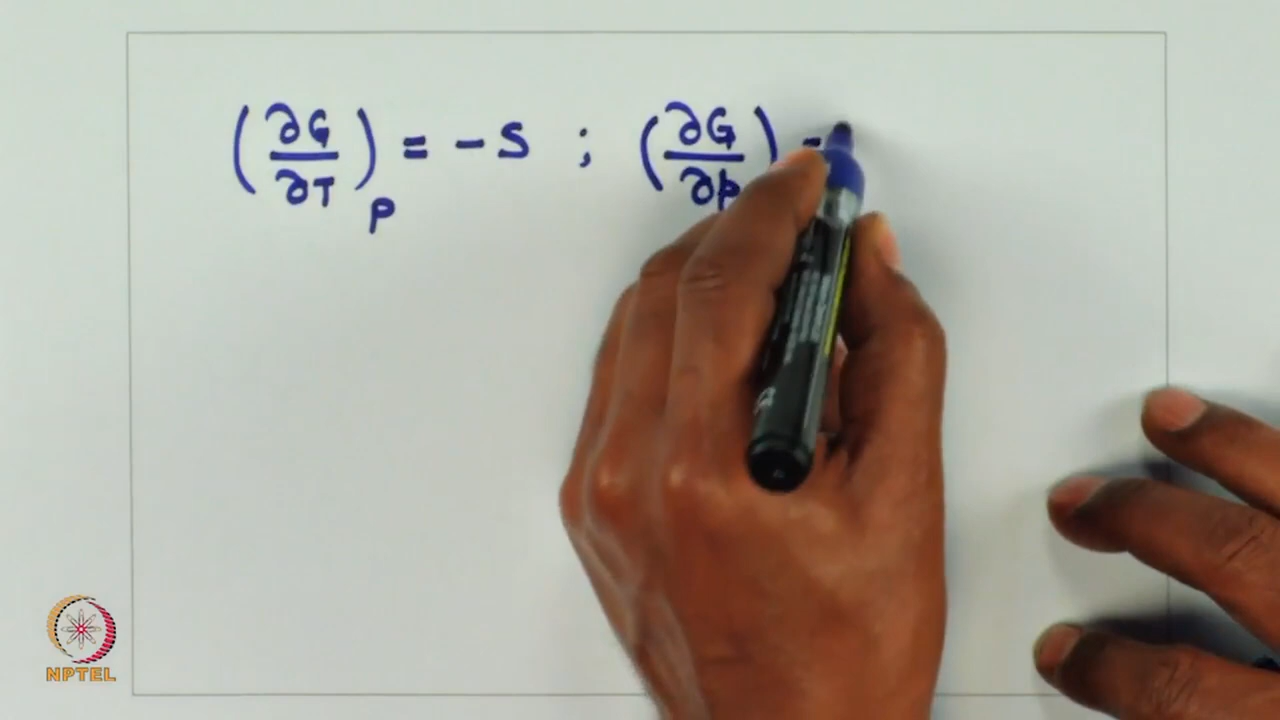 (∂G/∂T)_P = -S ; (∂G/∂p) =
NPTEL